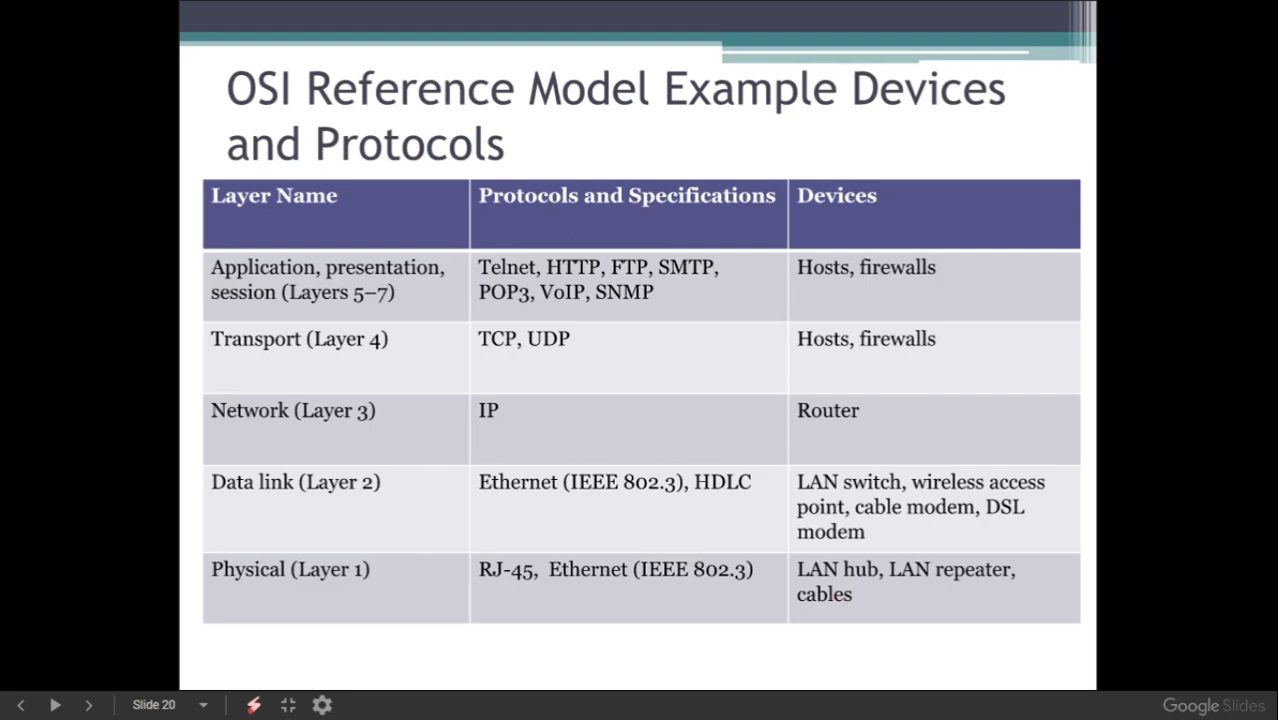 OSI Reference Model Example Devices
and Protocols
Layer Name
Protocols and Specifications
Devices
Application, presentation,
session (Layers 5–7)
Telnet, HTTP, FTP, SMTP,
POP3, VoIP, SNMP
Hosts, firewalls
Transport (Layer 4)
TCP, UDP
Hosts, firewalls
Network (Layer 3)
IP
Router
Data link (Layer 2)
Ethernet (IEEE 802.3), HDLC
LAN switch, wireless access
point, cable modem, DSL
modem
Physical (Layer 1)
RJ-45,  Ethernet (IEEE 802.3)
LAN hub, LAN repeater,
cables
Slide 20
Google Slides